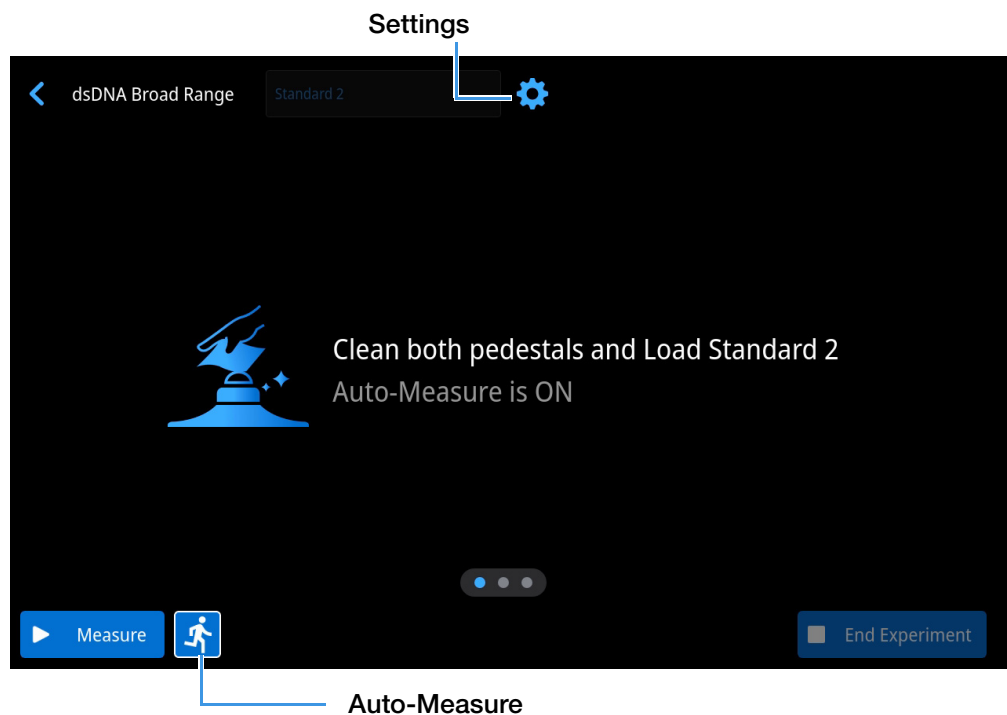 Settings
dsDNA Broad Range
Standard 2
Clean both pedestals and Load Standard 2
Auto-Measure is ON
Measure
End Experiment
Auto-Measure